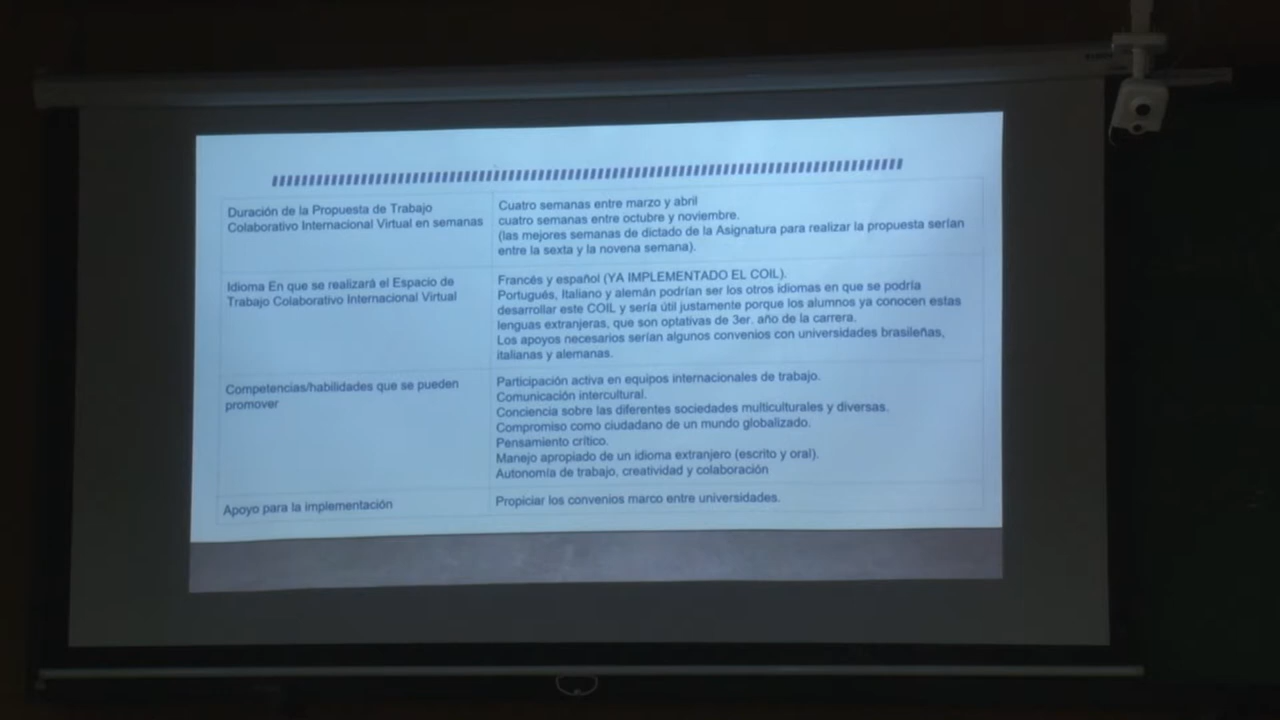 Duración de la Propuesta de Trabajo
Colaborativo Internacional Virtual en semanas
Cuatro semanas entre marzo y abril
cuatro semanas entre octubre y noviembre.
(las mejores semanas de dictado de la Asignatura para realizar la propuesta serían
entre la sexta y la novena semana).
Idioma En que se realizará el Espacio de
Trabajo Colaborativo Internacional Virtual
Francés y español (YA IMPLEMENTADO EL COIL).
Portugués, Italiano y alemán podrían ser los otros idiomas en que se podría
desarrollar este COIL y sería útil justamente porque los alumnos ya conocen estas
lenguas extranjeras, que son optativas de 3er. año de la carrera.
Los apoyos necesarios serían algunos convenios con universidades brasileñas,
italianas y alemanas.
Competencias/habilidades que se pueden
promover
Participación activa en equipos internacionales de trabajo.
Comunicación intercultural.
Conciencia sobre las diferentes sociedades multiculturales y diversas.
Compromiso como ciudadano de un mundo globalizado.
Pensamiento crítico.
Manejo apropiado de un idioma extranjero (escrito y oral).
Autonomía de trabajo, creatividad y colaboración
Apoyo para la implementación
Propiciar los convenios marco entre universidades.